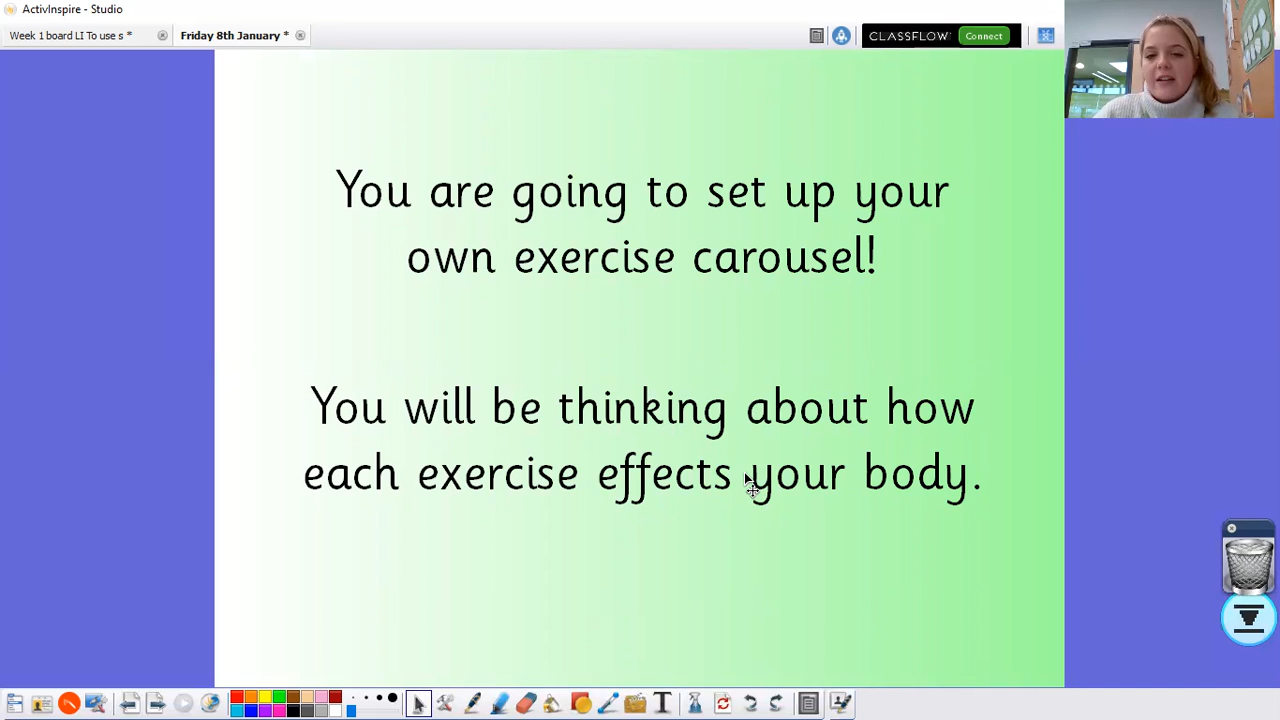 ActivInspire - Studio
Week 1 board LI To use s *
Friday 8th January *
CLASSFLOW
Connect
You are going to set up your
own exercise carousel!
You will be thinking about how
each exercise effects your body.
T